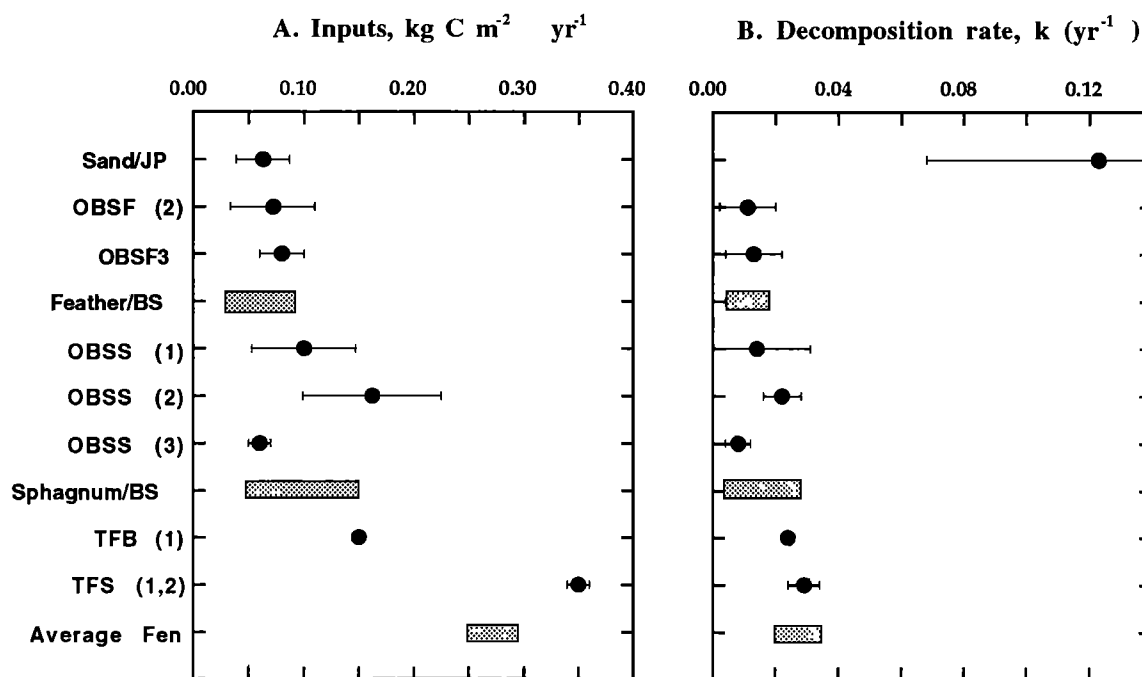 A. Inputs, kg C m-2 yr-1
B. Decomposition rate, k (yr-1 )
0.00 0.10 0.20 0.30 0.40
0.00 0.04 0.08 0.12
Sand/JP
OBSF (2)
OBSF3
Feather/BS
OBSS (1)
OBSS (2)
OBSS (3)
Sphagnum/BS
TFB (1)
TFS (1,2)
Average Fen